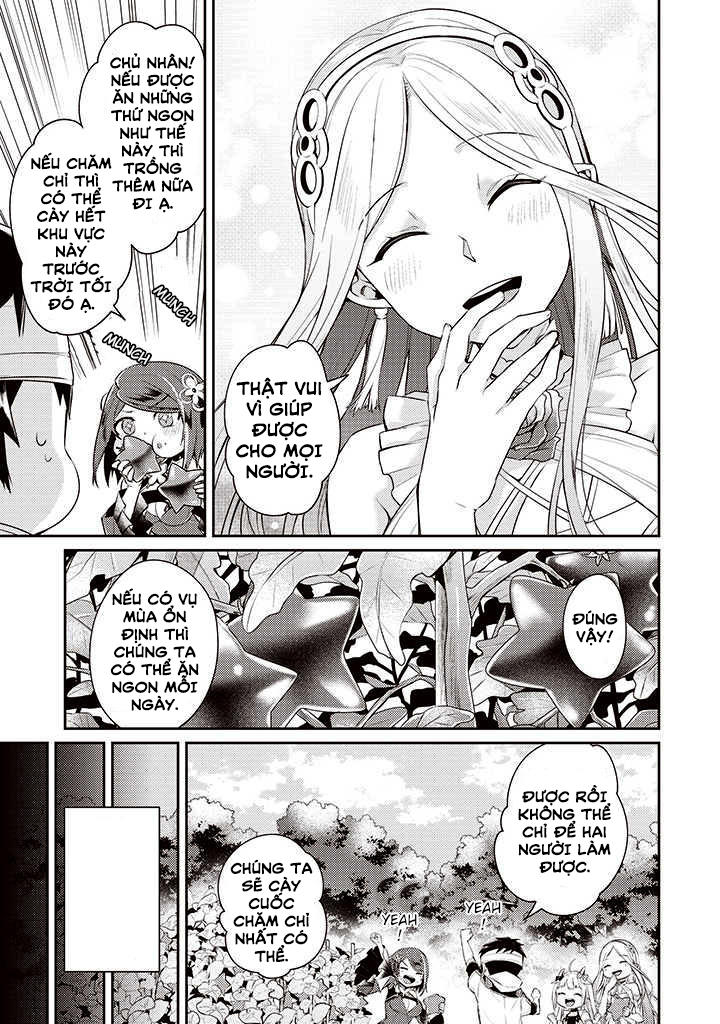 THẬT VUI
VÌ GIÚP
ĐƯỢC
CHO MỌI
NGƯỜI.
CHỦ NHÂN!
NẾU ĐƯỢC
ĂN NHỮNG
THỨ NGON
NHƯ THẾ
NÀY THÌ
TRỒNG
THÊM NỮA
ĐI Ạ.
NẾU CHĂM
CHỈ THÌ
CÓ THỂ
CÀY HẾT
KHU VỰC
NÀY
TRƯỚC
TRỜI TỐI
ĐÓ Ạ.
MUNCH
MUNCH
ĐÚNG
VẬY!
NẾU CÓ VỤ
MÙA ỔN
ĐỊNH THÌ
CHÚNG TA
CÓ THỂ ĂN
NGON MỖI
NGÀY.
ĐƯỢC RỒI
KHÔNG THỂ
CHỈ ĐỂ HAI
NGƯỜI LÀM
ĐƯỢC.
CHÚNG TA
SẼ CÀY
CUỐC
CHĂM CHỈ
NHẤT CÓ
THỂ.
YEAH!
YEAH!